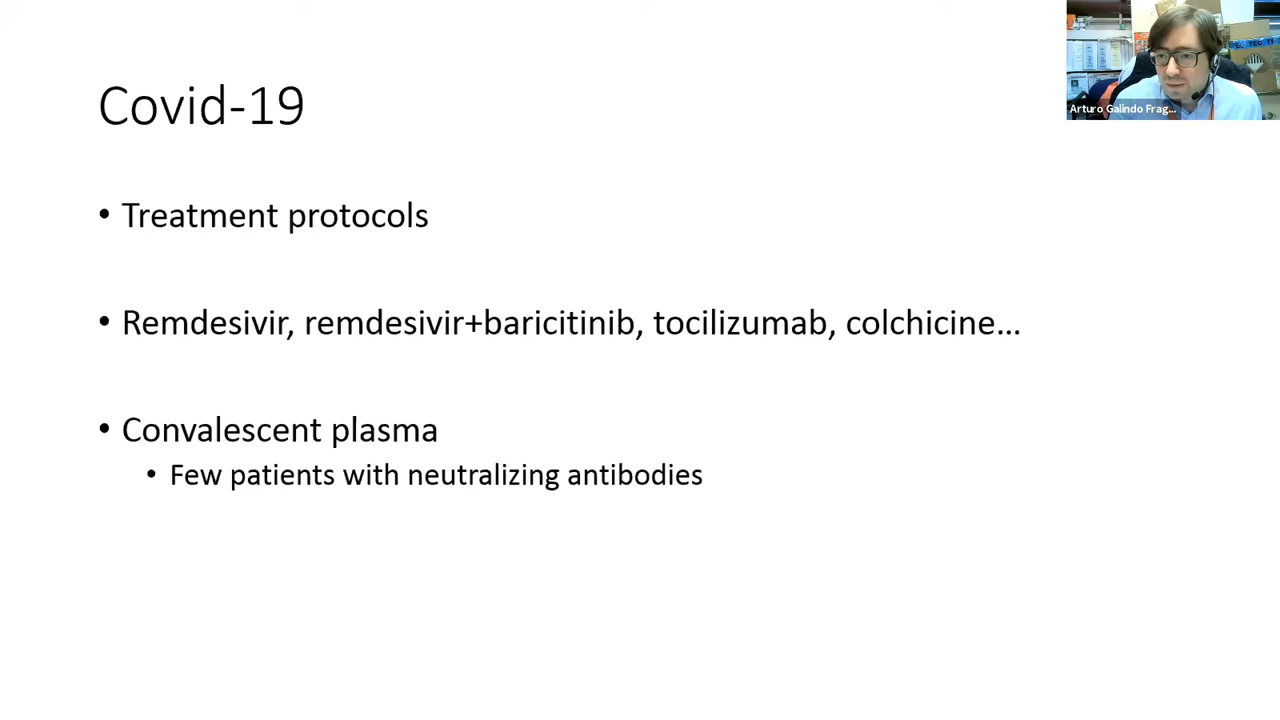 Covid-19
• Treatment protocols
• Remdesivir, remdesivir+baricitinib, tocilizumab, colchicine…
• Convalescent plasma
• Few patients with neutralizing antibodies
Arturo Galindo Frag...